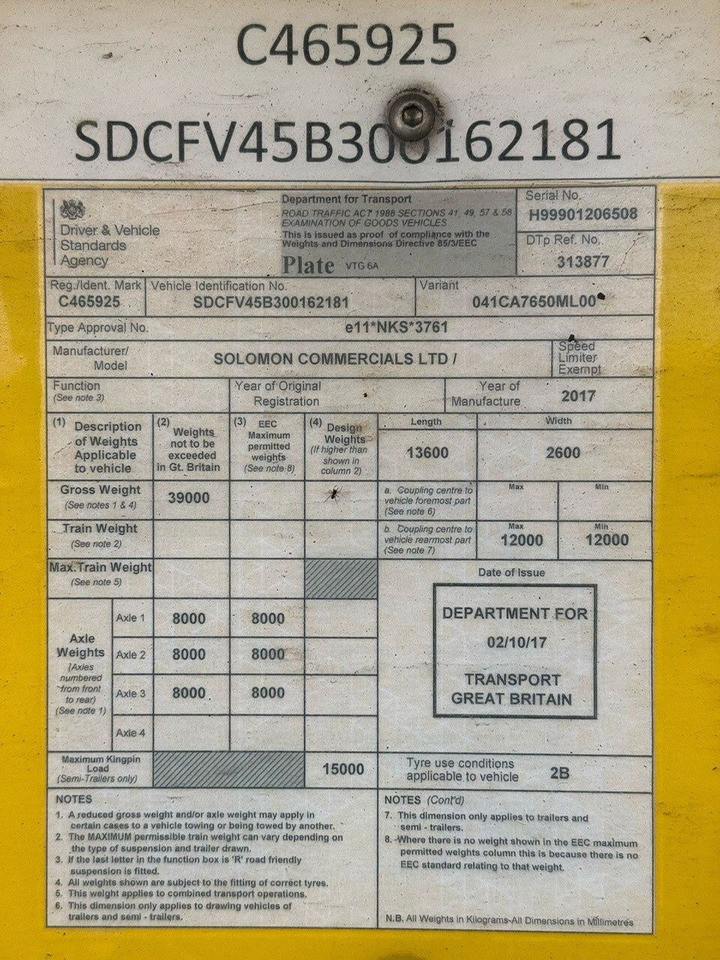 C465925
SDCFV45B300162181
Driver & Vehicle
Standards
Agency
Department for Transport
ROAD TRAFFIC ACT 1988 SECTIONS 41, 49, 57 & 58
EXAMINATION OF GOODS VEHICLES
This is issued as proof of compliance with the
Weights and Dimensions Directive 85/3/EEC
Plate VTG 6A
Serial No.
H99901206508
DTp Ref. No.
313877
Reg./Ident. Mark
C465925
Vehicle Identification No.
SDCFV45B300162181
Variant
041CA7650ML00
Type Approval No.
e11*NKS*3761
Manufacturer/
Model
SOLOMON COMMERCIALS LTD /
Speed
Limiter
Exempt
Function
(See note 3)
Year of Original
Registration
Year of
Manufacture
2017
(1) Description
of Weights
Applicable
to vehicle
(2) Weights
not to be
exceeded
in Gt. Britain
(3) EEC
Maximum
permitted
weights
(See note 8)
(4) Design
Weights
(If higher than
shown in
column 2)
Length
13600
Width
2600
Gross Weight
(See notes 1 & 4)
39000
a. Coupling centre to
vehicle foremost part
(See note 6)
Max
Min
Train Weight
(See note 2)
b. Coupling centre to
vehicle rearmost part
(See note 7)
Max
12000
Min
12000
Max.Train Weight
(See note 5)
Date of Issue
DEPARTMENT FOR
02/10/17
TRANSPORT
GREAT BRITAIN
Axle
Weights
(Axles
numbered
from front
to rear)
(See note 1)
Axle 1 8000 8000
Axle 2 8000 8000
Axle 3 8000 8000
Axle 4
Maximum Kingpin
Load
(Semi-Trailers only)
15000
Tyre use conditions
applicable to vehicle
2B
NOTES
1. A reduced gross weight and/or axle weight may apply in
certain cases to a vehicle towing or being towed by another.
2. The MAXIMUM permissible train weight can vary depending on
the type of suspension and trailer drawn.
3. If the last letter in the function box is 'R' road friendly
suspension is fitted.
4. All weights shown are subject to the fitting of correct tyres.
5. This weight applies to combined transport operations.
6. This dimension only applies to drawing vehicles of
trailers and semi - trailers.
NOTES (Cont'd)
7. This dimension only applies to trailers and
semi - trailers.
8. Where there is no weight shown in the EEC maximum
permitted weights column this is because there is no
EEC standard relating to that weight.
N.B. All Weights in Kilograms-All Dimensions in Millimetres